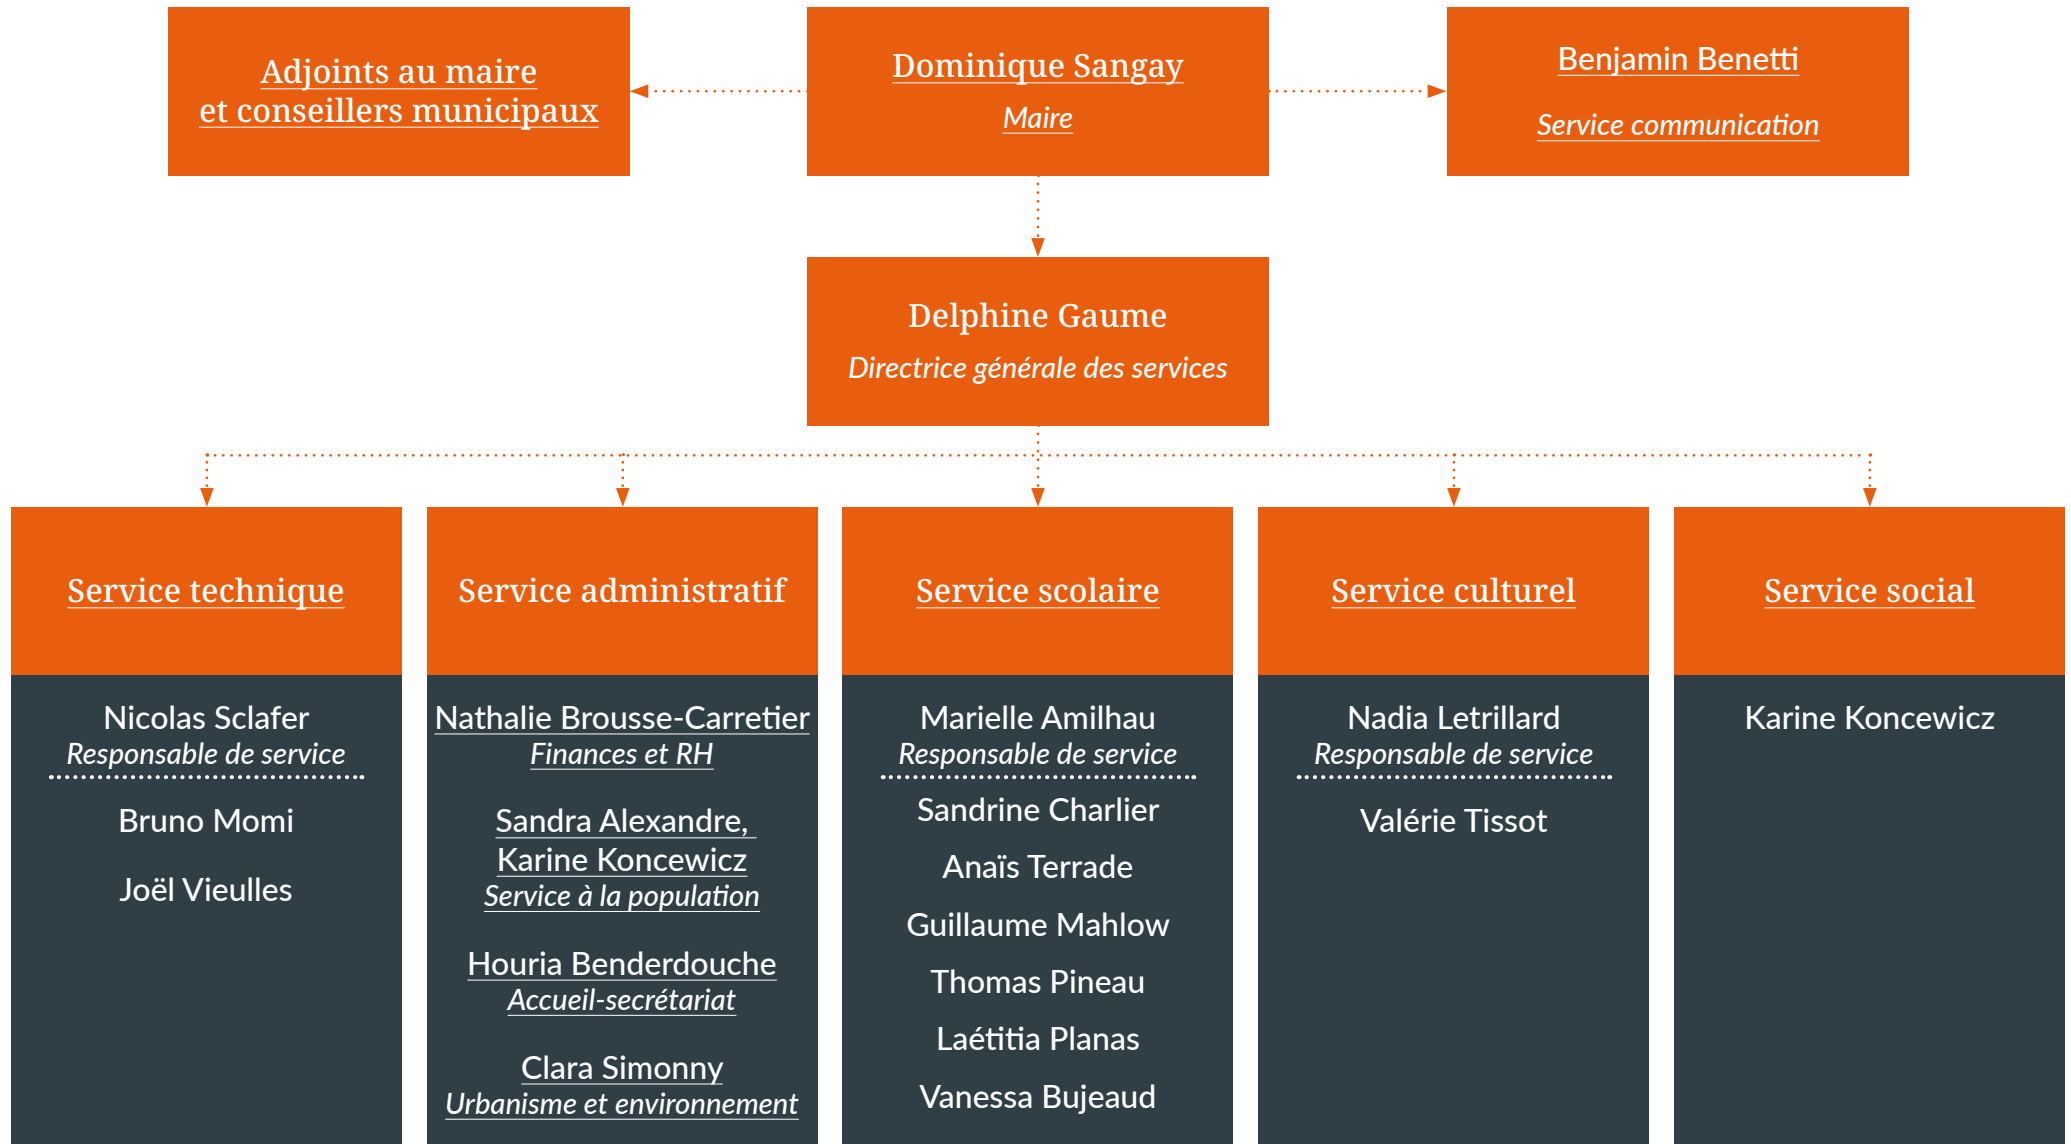 Adjoints au maire
et conseillers municipaux
Dominique Sangay
Maire
Benjamin Benetti
Service communication
Delphine Gaume
Directrice générale des services
Service technique
Nicolas Sclafer
Responsable de service
Bruno Momi
Joël Vieulles
Service administratif
Nathalie Brousse-Carretier
Finances et RH
Sandra Alexandre,
Karine Koncewicz
Service à la population
Houria Benderdouche
Accueil-secrétariat
Clara Simonny
Urbanisme et environnement
Service scolaire
Marielle Amilhau
Responsable de service
Sandrine Charlier
Anaïs Terrade
Guillaume Mahlow
Thomas Pineau
Laétitia Planas
Vanessa Bujeaud
Service culturel
Nadia Letrillard
Responsable de service
Valérie Tissot
Service social
Karine Koncewicz